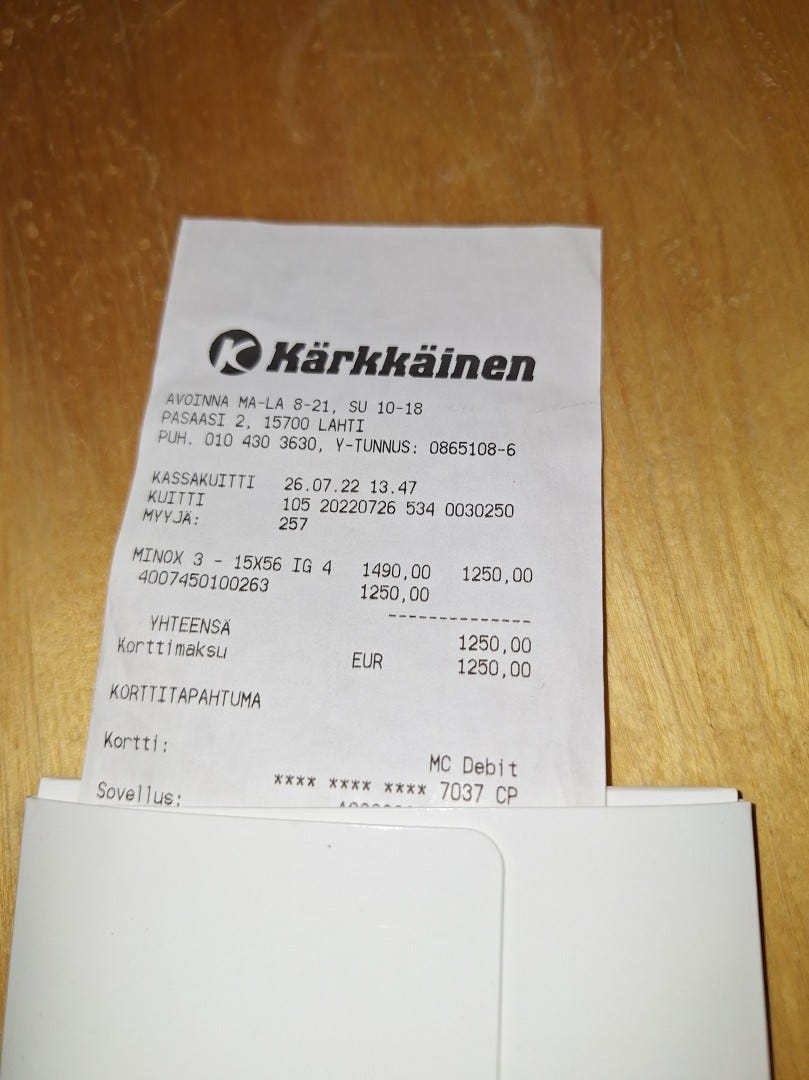 K Kärkkäinen
AVOINNA MA-LA 8-21, SU 10-18
PASAASI 2, 15700 LAHTI
PUH. 010 430 3630, Y-TUNNUS: 0865108-6
KASSAKUITTI 26.07.22 13.47
KUITTI 105 20220726 534 0030250
MYYJÄ: 257
MINOX 3 - 15X56 IG 4 1490,00 1250,00
4007450100263 1250,00
--------------
YHTEENSÄ 1250,00
Korttimaksu EUR 1250,00
KORTTITAPAHTUMA
Kortti: MC Debit
**** **** **** 7037 CP
Sovellus: